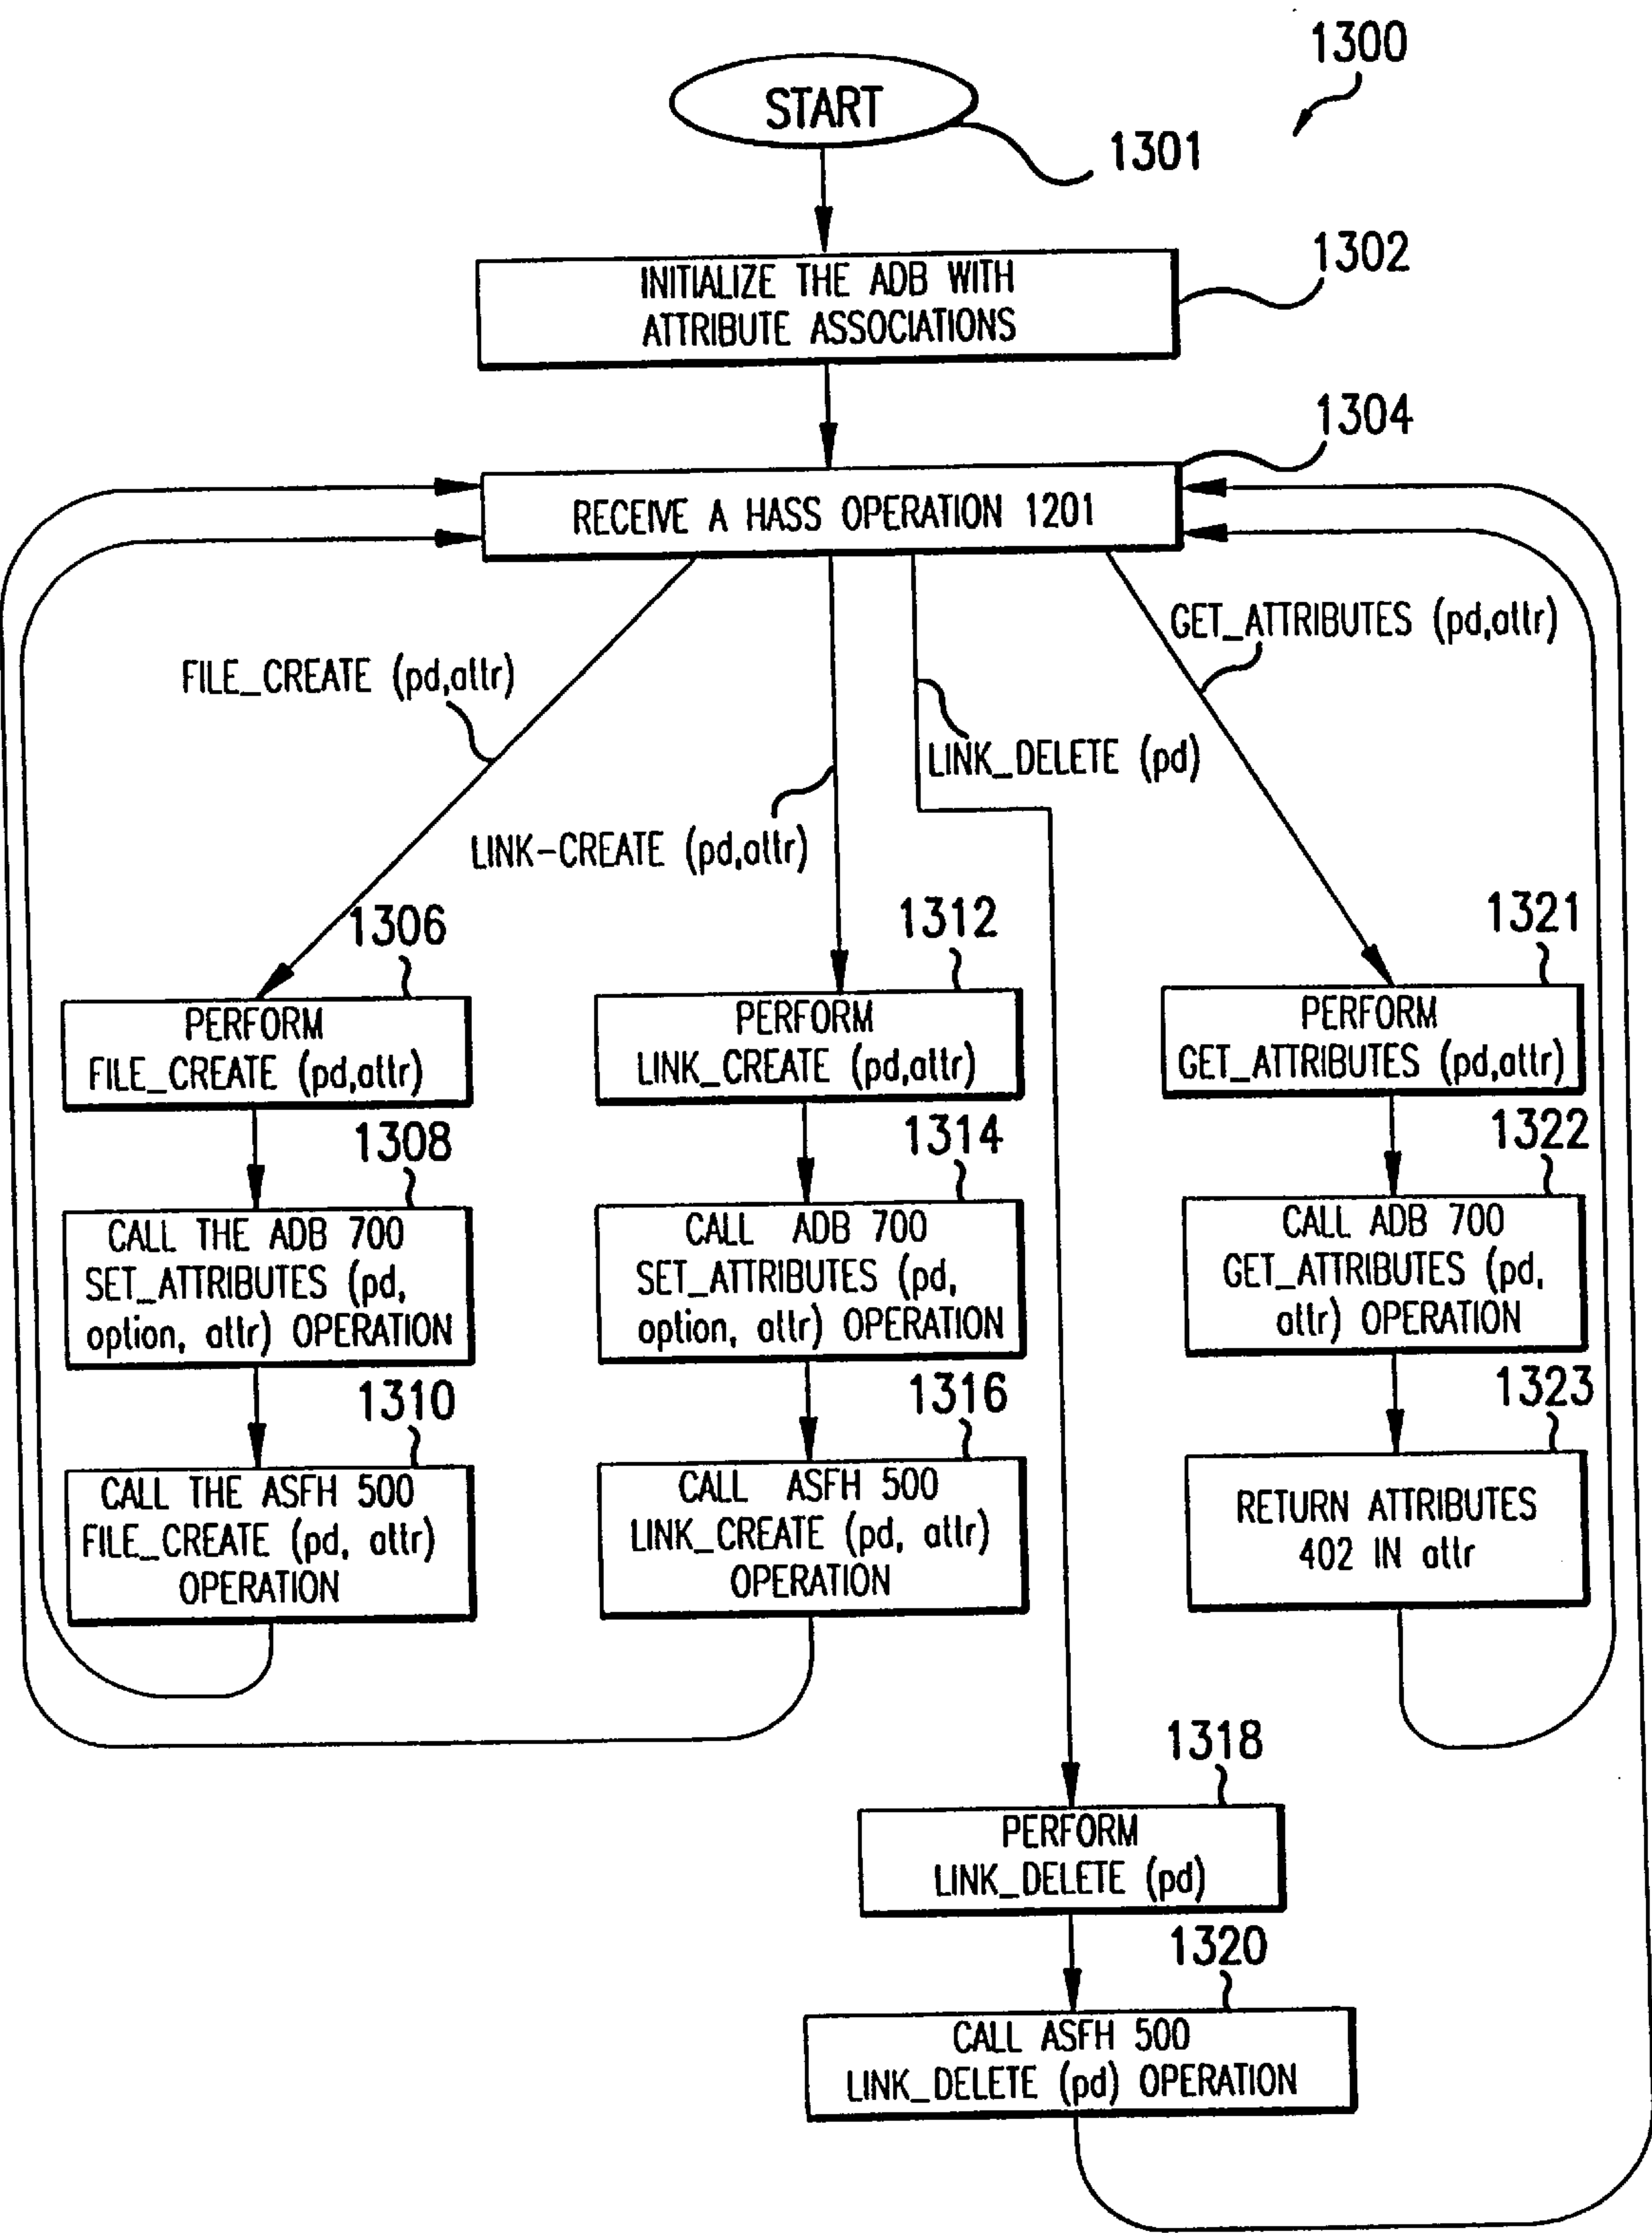 1300
START
1301
INITIALIZE THE ADB WITH
ATTRIBUTE ASSOCIATIONS
1302
1304
RECEIVE A HASS OPERATION 1201
GET_ATTRIBUTES (pd,attr)
FILE_CREATE (pd,attr)
LINK_DELETE (pd)
LINK-CREATE (pd,attr)
1306
PERFORM
FILE_CREATE (pd,attr)
1308
CALL THE ADB 700
SET_ATTRIBUTES (pd,
option, attr) OPERATION
1310
CALL THE ASFH 500
FILE_CREATE (pd, attr)
OPERATION
1312
PERFORM
LINK_CREATE (pd,attr)
1314
CALL ADB 700
SET_ATTRIBUTES (pd,
option, attr) OPERATION
1316
CALL ASFH 500
LINK_CREATE (pd, attr)
OPERATION
1321
PERFORM
GET_ATTRIBUTES (pd,attr)
1322
CALL ADB 700
GET_ATTRIBUTES (pd,
attr) OPERATION
1323
RETURN ATTRIBUTES
402 IN attr
1318
PERFORM
LINK_DELETE (pd)
1320
CALL ASFH 500
LINK_DELETE (pd) OPERATION